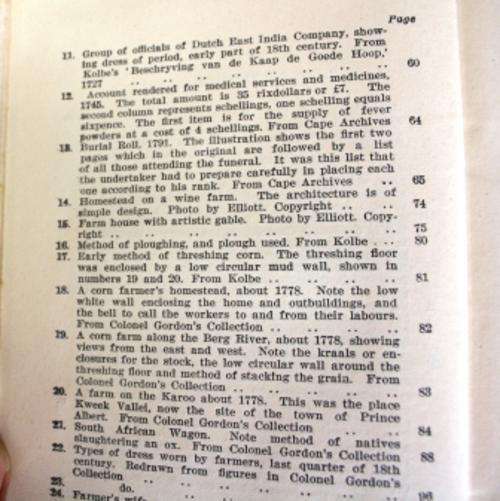 Page
11. Group of officials of Dutch East India Company, show-
ing dress of period, early part of 18th century. From
Kolbe's 'Beschryving van de Kaap de Goede Hoop,'
1727 .. .. .. .. .. .. .. 60
12. Account rendered for medical services and medicines,
1745. The total amount is 35 rixdollars or £7. The
second column represents schellings, one schelling equals
sixpence. The first item is for the supply of fever
powders at a cost of 4 schellings. From Cape Archives 64
13. Burial Roll, 1791. The illustration shows the first two
pages which in the original are followed by a list
of all those attending the funeral. It was this list that
the undertaker had to prepare carefully in placing each
one according to his rank. From Cape Archives .. 65
14. Homestead on a wine farm. The architecture is of
simple design. Photo by Elliott. Copyright .. .. 74
15. Farm house with artistic gable. Photo by Elliott. Copy-
right .. .. .. .. .. .. .. 75
16. Method of ploughing, and plough used. From Kolbe ... 80
17. Early method of threshing corn. The threshing floor
was enclosed by a low circular mud wall, shown in
numbers 19 and 20. From Kolbe .. .. .. .. 81
18. A corn farmer's homestead, about 1778. Note the low
white wall enclosing the home and outbuildings, and
the bell to call the workers to and from their labours.
From Colonel Gordon's Collection .. .. .. .. 82
19. A corn farm along the Berg River, about 1778, showing
views from the east and west. Note the kraals or en-
closures for the stock, the low circular wall around the
threshing floor and method of stacking the grain. From
Colonel Gordon's Collection .. .. .. .. .. 83
20. A farm on the Karoo about 1778. This was the place
Kweek Vallei, now the site of the town of Prince
Albert. From Colonel Gordon's Collection .. .. 84
21. South African Wagon. Note method of natives
slaughtering an ox. From Colonel Gordon's Collection 88
22. Types of dress worn by farmers, last quarter of 18th
century. Redrawn from figures in Colonel Gordon's
Collection .. .. .. .. .. ..
23. do.
24. Farmer's wife